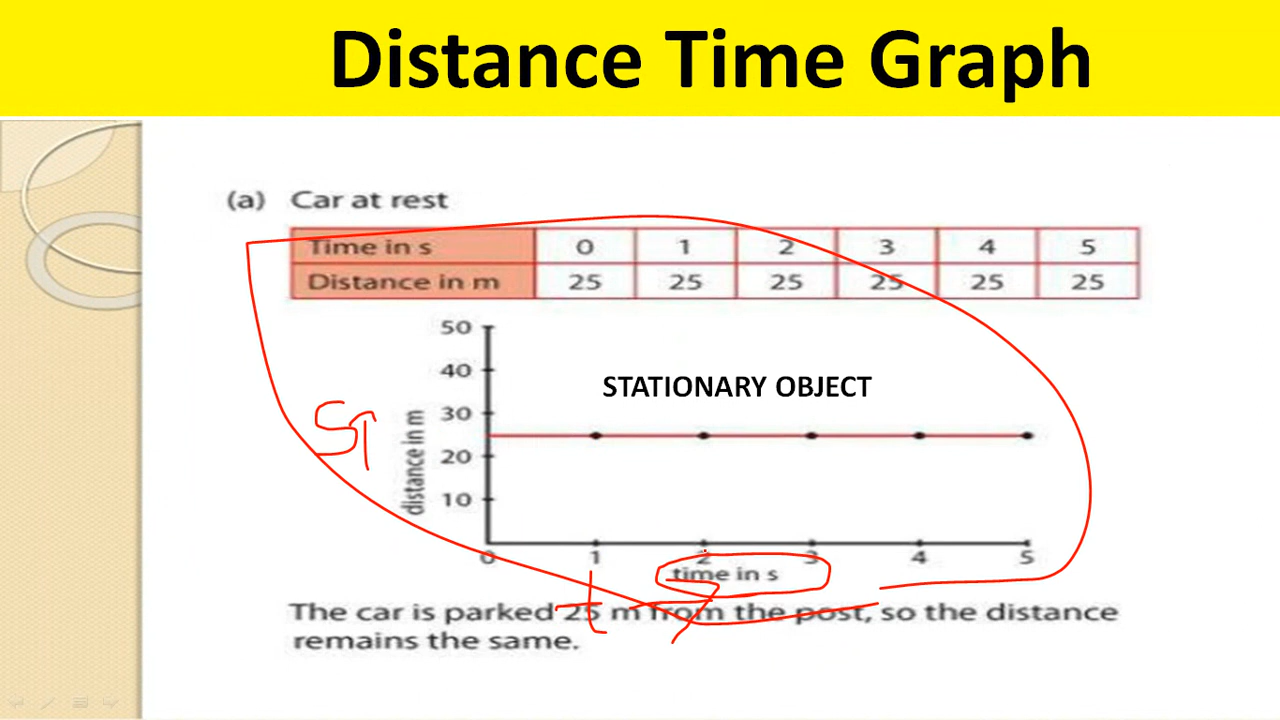 Distance Time Graph
(a) Car at rest
Time in s 0 1 2 3 4 5
Distance in m 25 25 25 25 25 25
50
40
STATIONARY OBJECT
30
20
10
distance in m
S
0 1 2 3 4 5
time in s
t
The car is parked 25 m from the post, so the distance
remains the same.